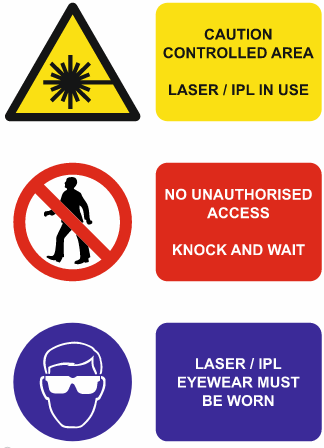 CAUTION
CONTROLLED AREA
LASER / IPL IN USE
NO UNAUTHORISED
ACCESS
KNOCK AND WAIT
LASER / IPL
EYEWEAR MUST
BE WORN